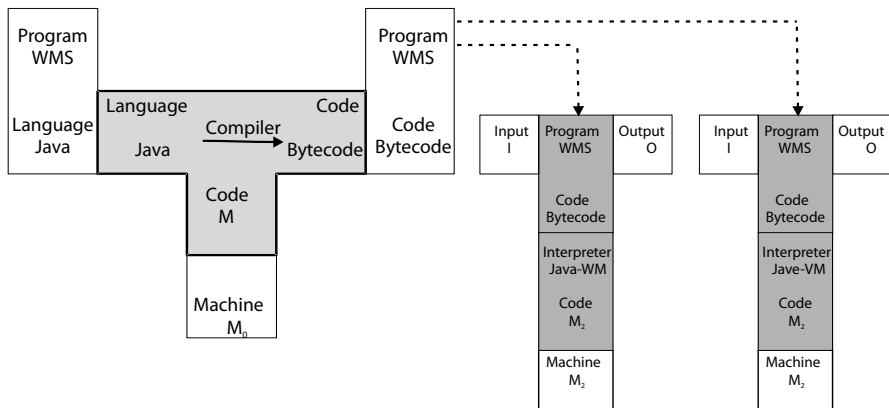 Program
WMS
Language
Java
Language
Java
Compiler
Code
Bytecode
Code
M
Machine
M₀
Program
WMS
Code
Bytecode
Input
I
Program
WMS
Output
O
Code
Bytecode
Interpreter
Java-WM
Code
M₂
Machine
M₂
Input
I
Program
WMS
Output
O
Code
Bytecode
Interpreter
Jave-VM
Code
M₂
Machine
M₂